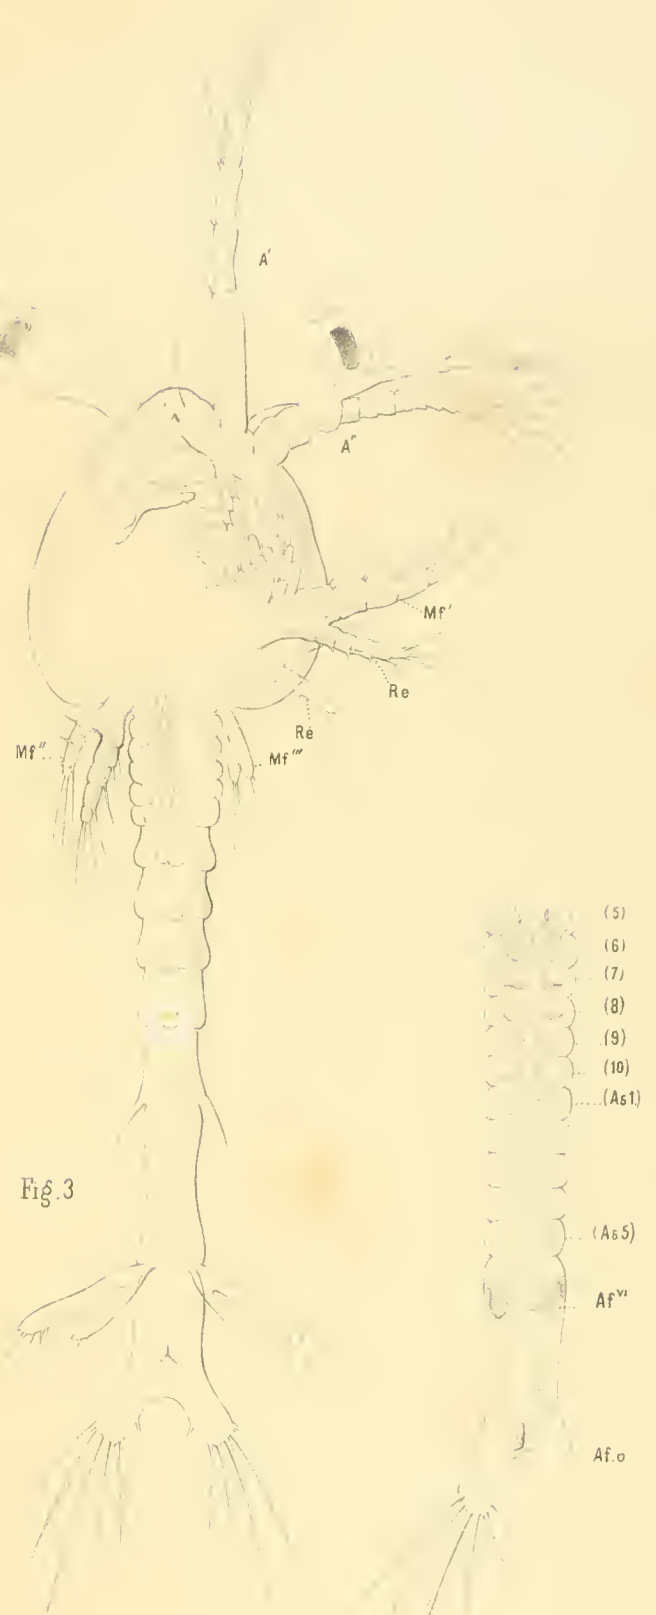 A'
A"
Mf'
Re
Re
Mf"
Mf'''
(5)
(6)
(7)
(8)
(9)
(10)
(As1)
Fig.3
(As5)
Af VI
Af.o